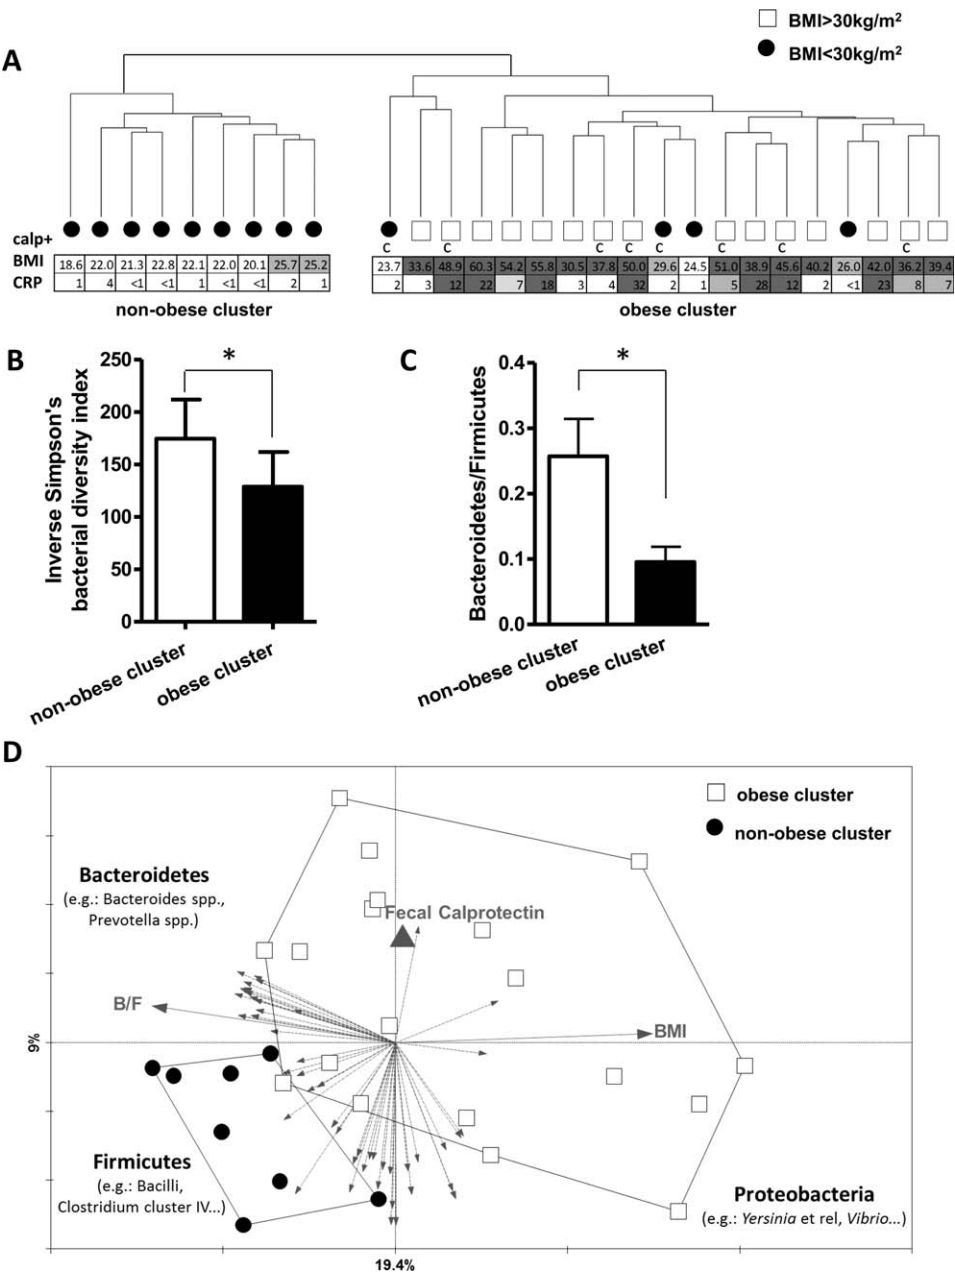 BMI>30kg/m²
A
BMI<30kg/m²
calp+
C C C C C C C C
BMI
18.6 22.0 21.3 22.8 22.1 22.0 20.1 25.7 25.2
23.7 33.6 48.9 60.3 54.2 55.8 30.5 37.8 50.0 29.6 24.5 51.0 38.9 45.6 40.2 26.0 42.0 36.2 39.4
CRP
1 4 <1 <1 1 <1 <1 2 1
2 3 12 22 7 18 3 4 32 2 1 5 28 12 2 <1 23 8 7
non-obese cluster
obese cluster
B
Inverse Simpson's
bacterial diversity index
250
200
150
100
50
0
*
non-obese cluster
obese cluster
C
Bacteroidetes/Firmicutes
0.4
0.3
0.2
0.1
0.0
*
non-obese cluster
obese cluster
D
obese cluster
non-obese cluster
Bacteroidetes
(e.g.: Bacteroides spp.,
Prevotella spp.)
Fecal Calprotectin
B/F
BMI
9%
Firmicutes
(e.g.: Bacilli,
Clostridium cluster IV...)
Proteobacteria
(e.g.: Yersinia et rel, Vibrio...)
19.4%